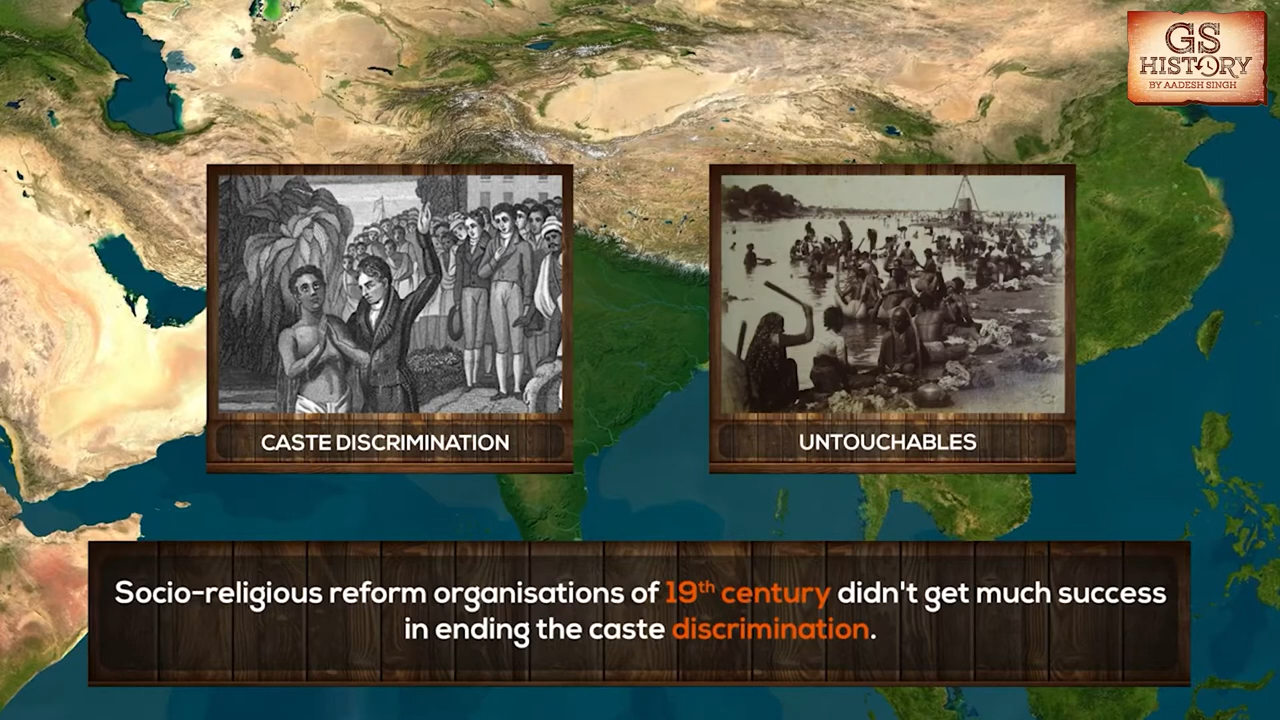 GS
HISTORY
BY AADESH SINGH
CASTE DISCRIMINATION
UNTOUCHABLES
Socio-religious reform organisations of 19th century didn't get much success
in ending the caste discrimination.